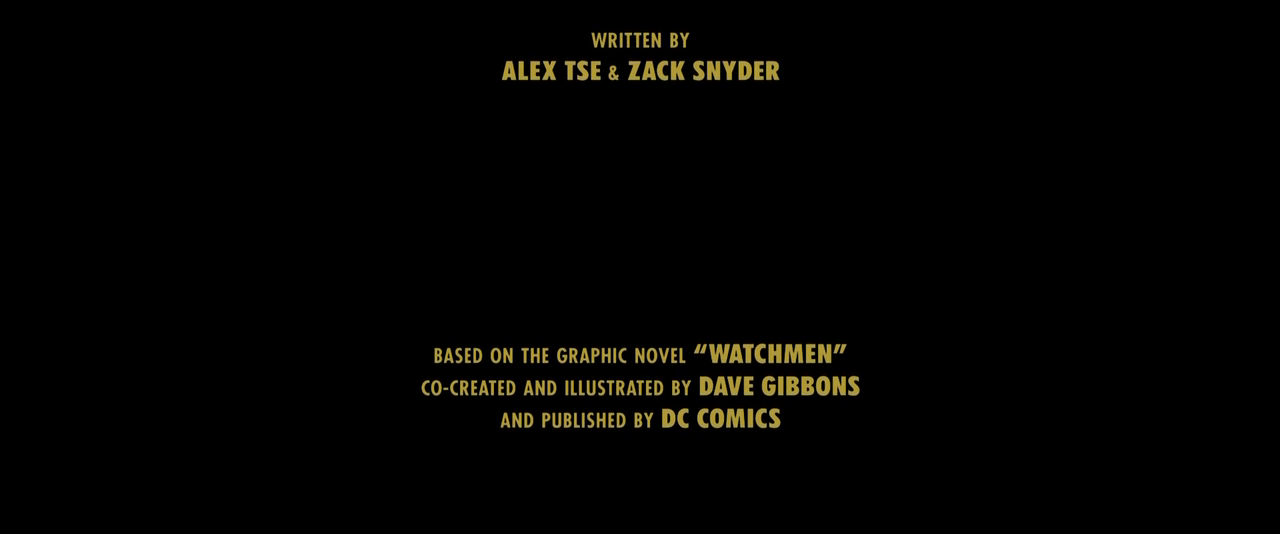 WRITTEN BY
ALEX TSE & ZACK SNYDER
BASED ON THE GRAPHIC NOVEL “WATCHMEN”
CO-CREATED AND ILLUSTRATED BY DAVE GIBBONS
AND PUBLISHED BY DC COMICS